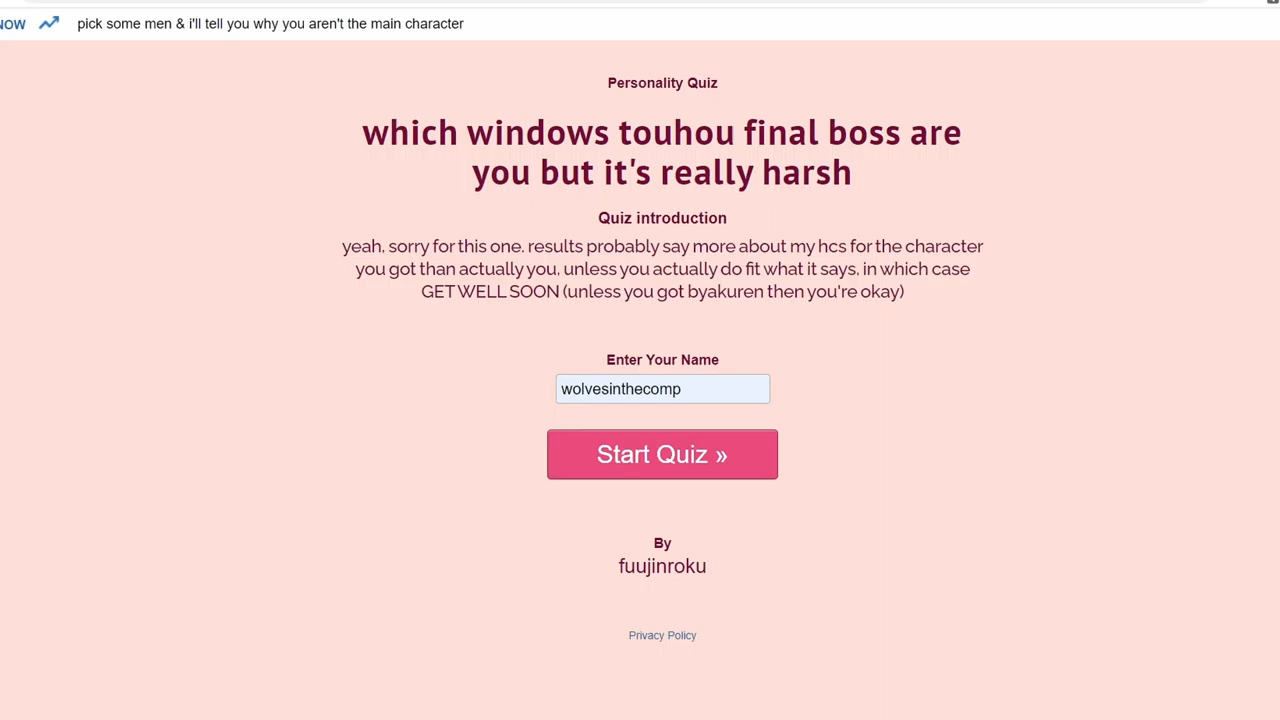 NOW pick some men & i'll tell you why you aren't the main character
Personality Quiz
which windows touhou final boss are
you but it's really harsh
Quiz introduction
yeah, sorry for this one. results probably say more about my hcs for the character
you got than actually you, unless you actually do fit what it says, in which case
GET WELL SOON (unless you got byakuren then you're okay)
Enter Your Name
wolvesinthecomp
Start Quiz »
By
fuujinroku
Privacy Policy